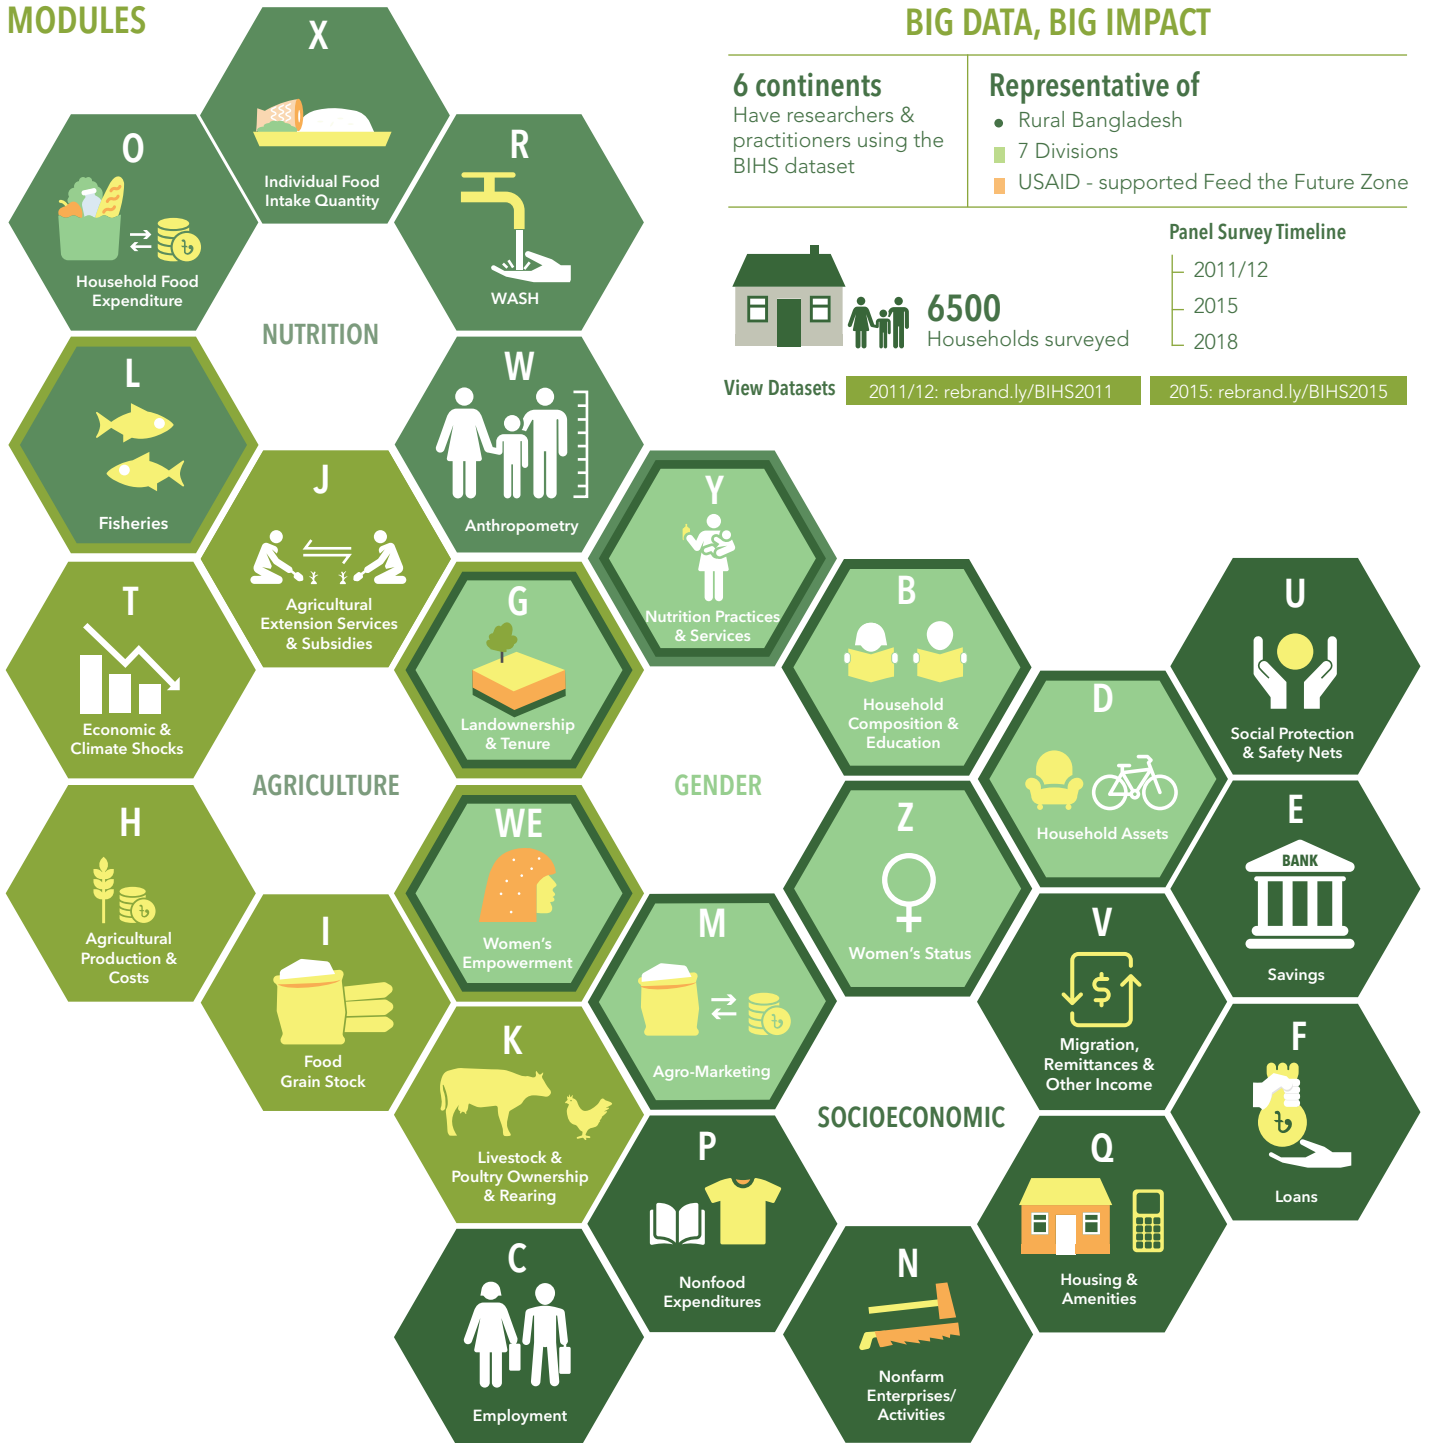 MODULES
BIG DATA, BIG IMPACT
6 continents
Have researchers &
practitioners using the
BIHS dataset
Representative of
Rural Bangladesh
7 Divisions
USAID - supported Feed the Future Zone
6500
Households surveyed
Panel Survey Timeline
2011/12
2015
2018
View Datasets
2011/12: rebrand.ly/BIHS2011
2015: rebrand.ly/BIHS2015
X
Individual Food
Intake Quantity
O
৳
Household Food
Expenditure
R
WASH
NUTRITION
L
Fisheries
W
Anthropometry
J
Agricultural
Extension Services
& Subsidies
Y
Nutrition Practices
& Services
T
Economic &
Climate Shocks
G
Landownership
& Tenure
B
Household
Composition &
Education
U
Social Protection
& Safety Nets
D
Household Assets
AGRICULTURE
GENDER
H
৳
Agricultural
Production &
Costs
WE
Women's
Empowerment
Z
Women's Status
E
BANK
Savings
I
Food
Grain Stock
M
৳
Agro-Marketing
V
$
Migration,
Remittances &
Other Income
K
Livestock &
Poultry Ownership
& Rearing
SOCIOECONOMIC
F
৳
Loans
P
Nonfood
Expenditures
Q
Housing &
Amenities
C
Employment
N
Nonfarm
Enterprises/
Activities